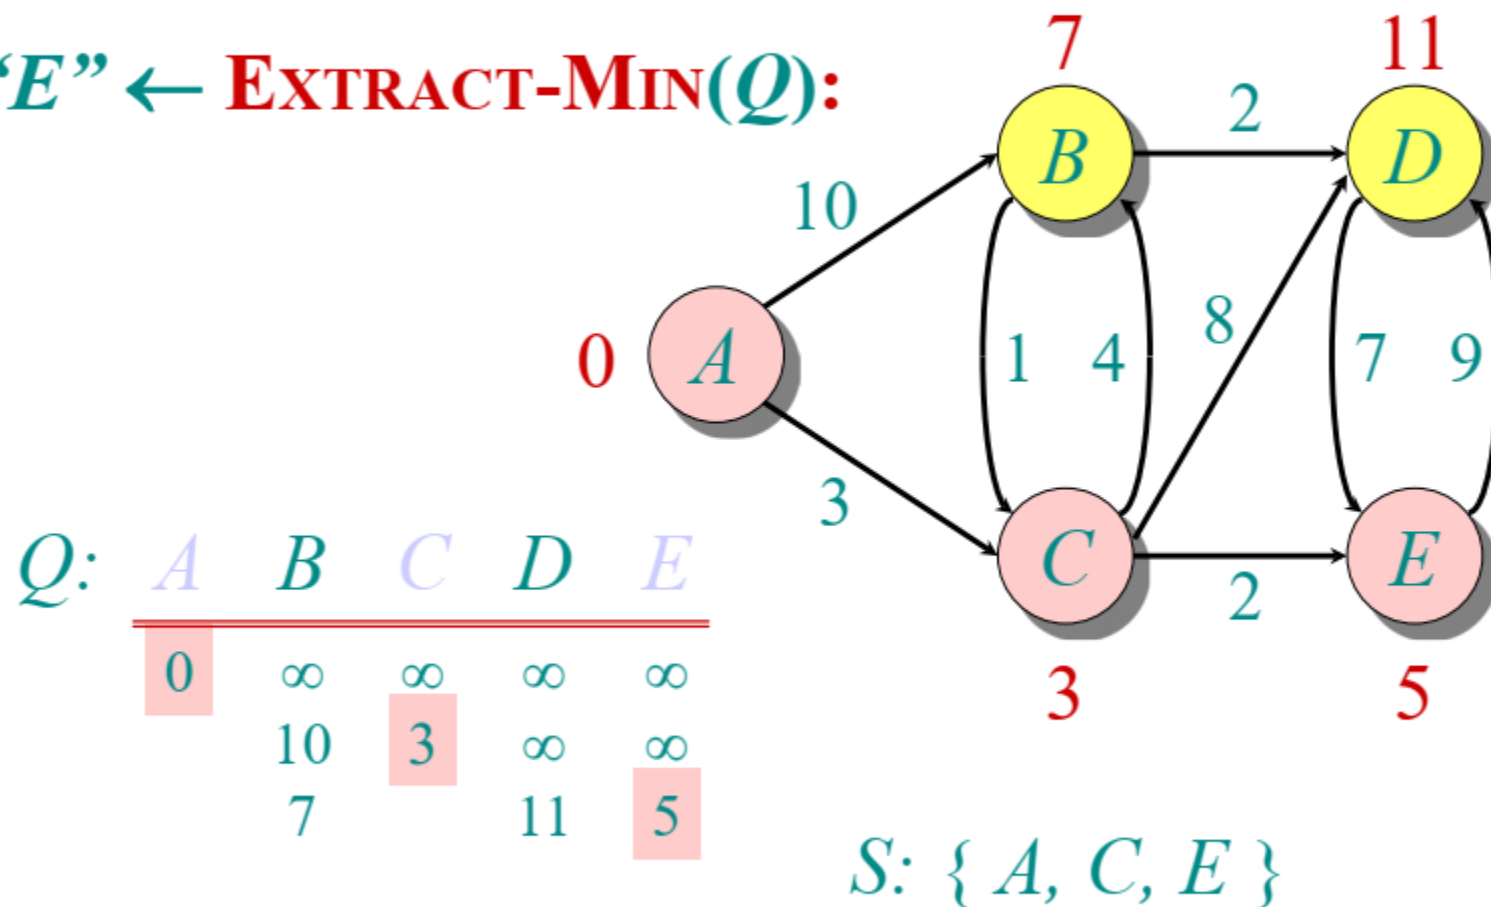 “E” ← EXTRACT-MIN(Q):
7
11
B
2
D
10
0
A
1
4
8
7
9
3
C
2
E
3
5
Q: A B C D E
0 ∞ ∞ ∞ ∞
10 3 ∞ ∞
7 11 5
S: { A, C, E }